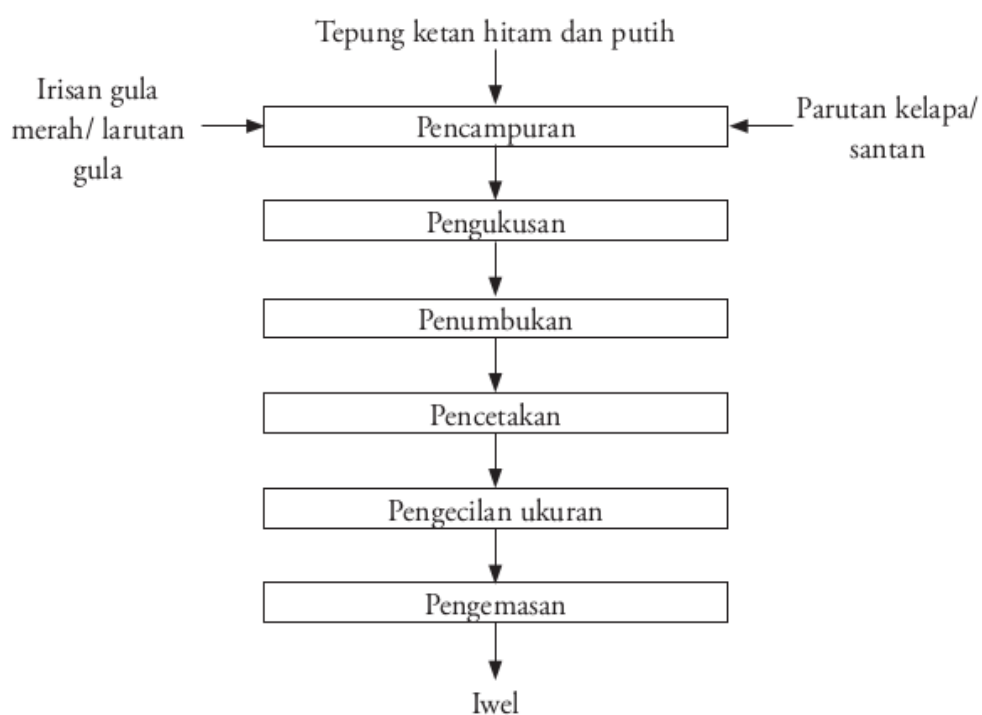 Tepung ketan hitam dan putih
Irisan gula
merah/ larutan
gula
Pencampuran
Parutan kelapa/
santan
Pengukusan
Penumbukan
Pencetakan
Pengecilan ukuran
Pengemasan
Iwel